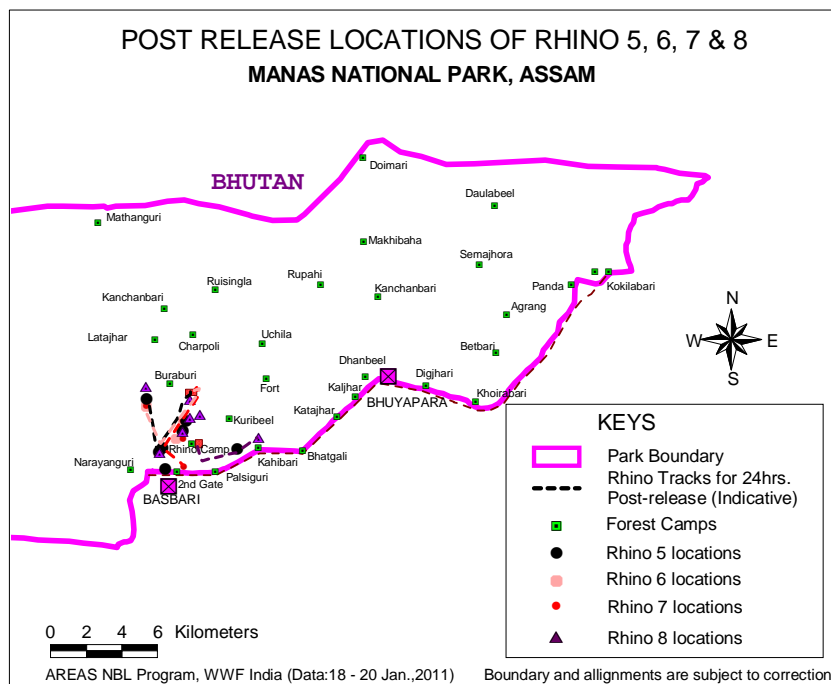 POST RELEASE LOCATIONS OF RHINO 5, 6, 7 & 8
MANAS NATIONAL PARK, ASSAM
BHUTAN
Doimari
Daulabeel
Mathanguri
Makhibaha
Semajhora
Ruisingla
Rupahi
Kanchanbari
Panda
Kokilabari
Kanchanbari
Agrang
Latajhar
Charpoli
Uchila
Betbari
Dhanbeel
Buraburi
Fort
Kaljhar
Digjhari
BHUYAPARA
Khoirabari
Katajhar
Kuribeel
Rhino Camp
Narayanguri
Kahibari
Bhatgali
2nd Gate
Palsiguri
BASBARI
N
W
E
S
KEYS
Park Boundary
Rhino Tracks for 24hrs.
Post-release (Indicative)
Forest Camps
Rhino 5 locations
Rhino 6 locations
Rhino 7 locations
Rhino 8 locations
0 2 4 6 Kilometers
AREAS NBL Program, WWF India (Data:18 - 20 Jan.,2011)
Boundary and allignments are subject to correction